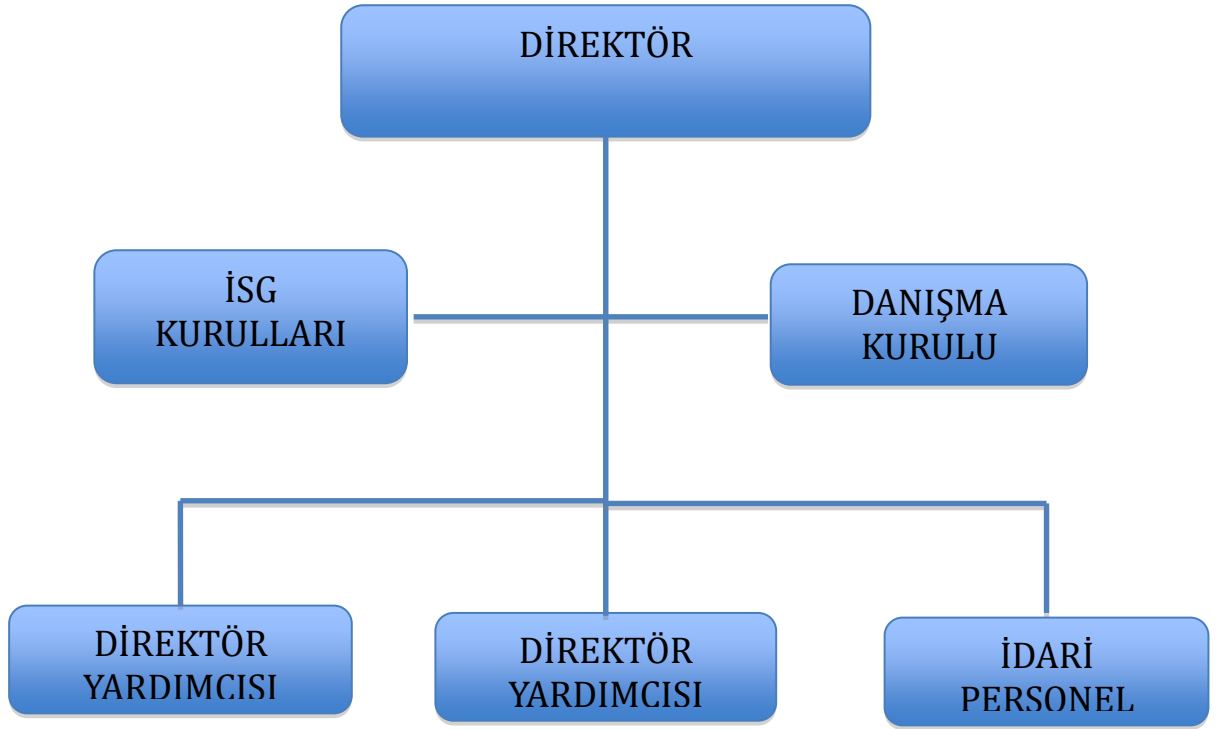 DİREKTÖR
İSG
KURULLARI
DANIŞMA
KURULU
DİREKTÖR
YARDIMCISI
DİREKTÖR
YARDIMCISI
İDARİ
PERSONEL